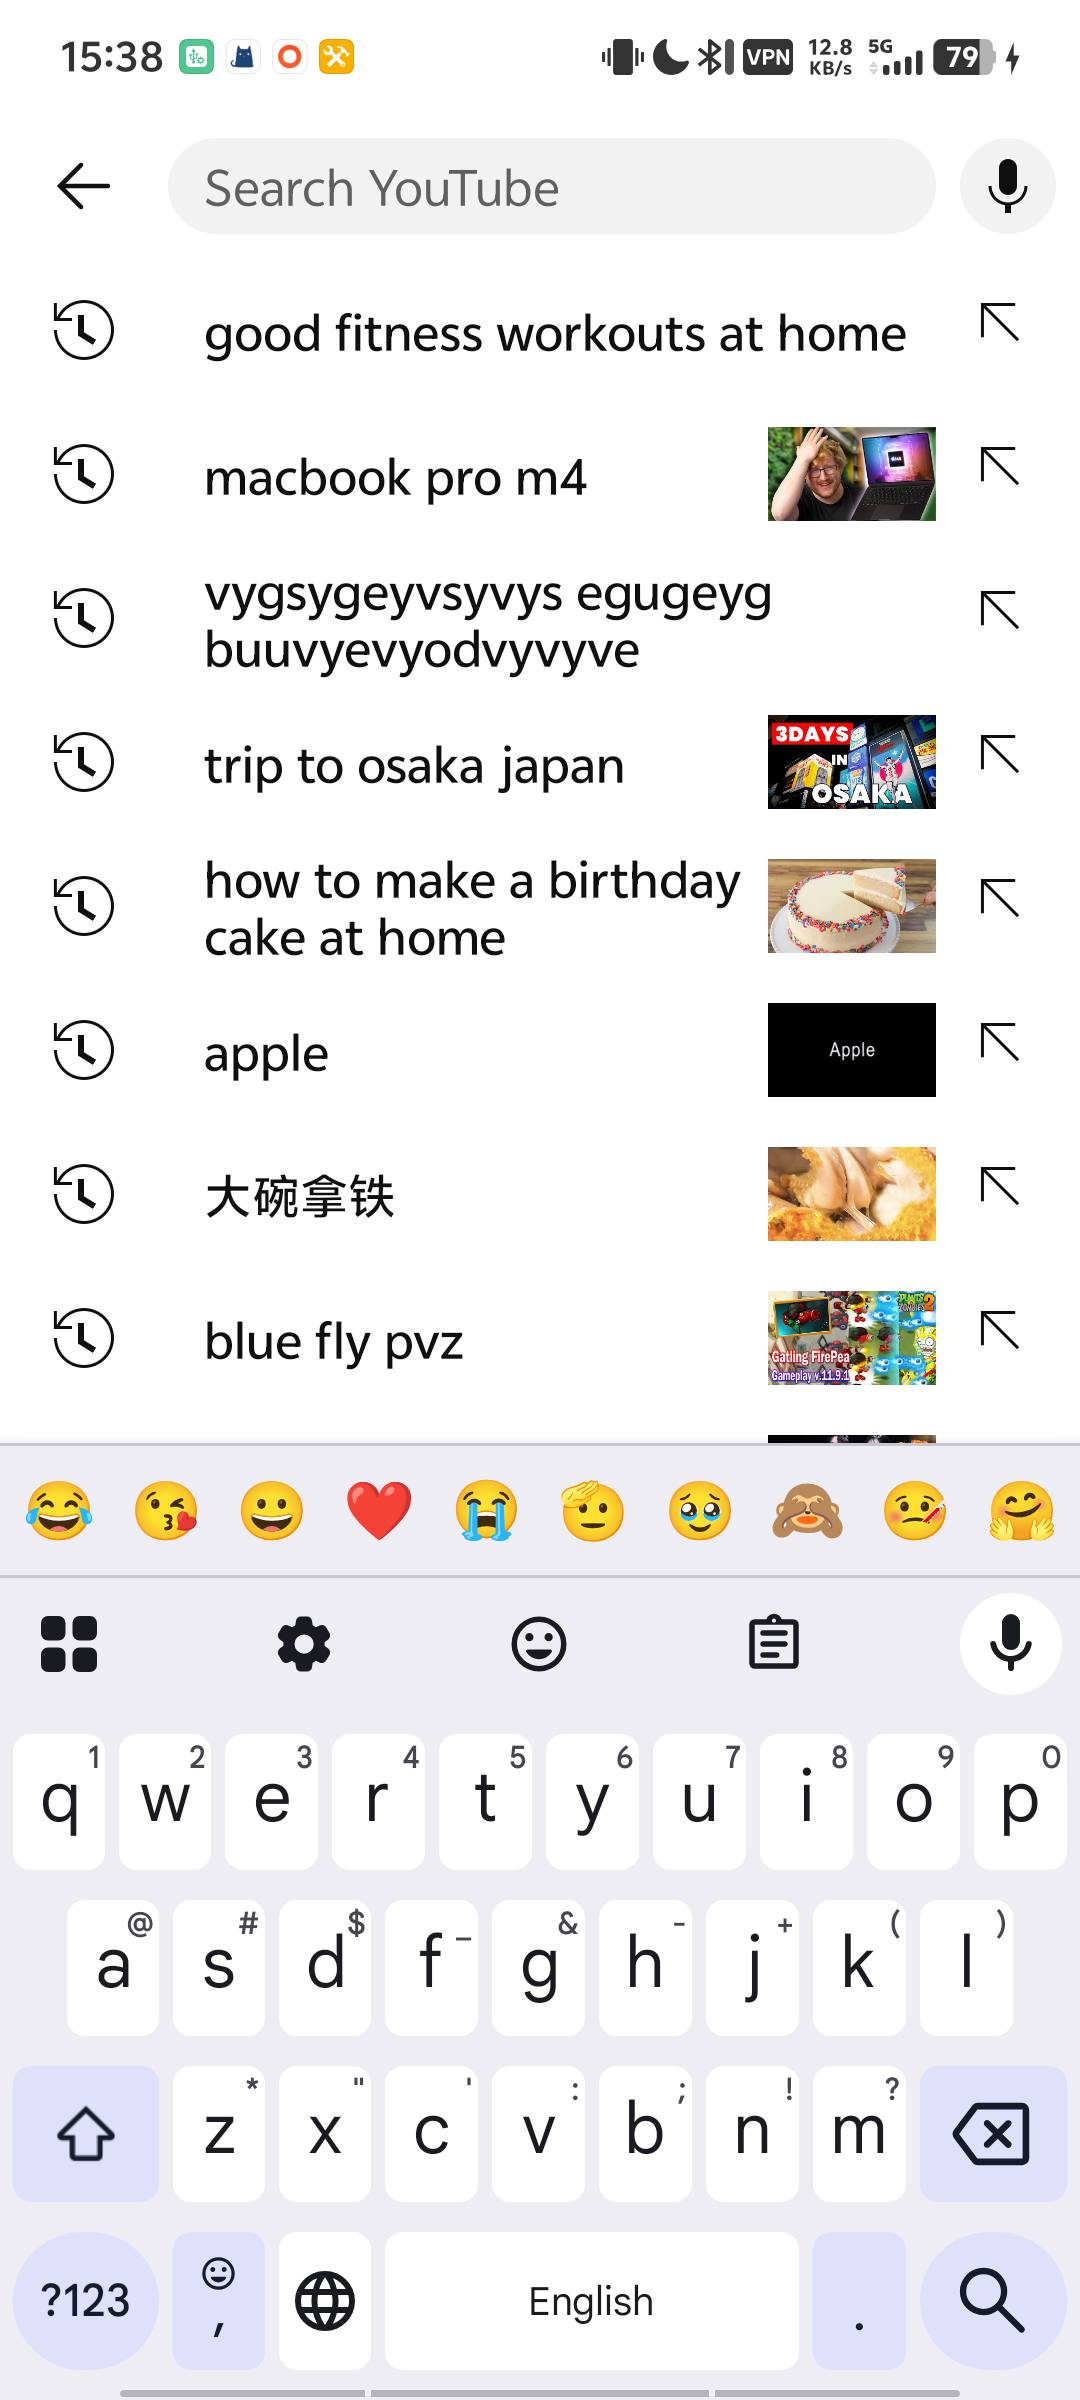 15:38 VPN 12.8 KB/s 5G 79
Search YouTube
good fitness workouts at home
macbook pro m4
vygsygeyvsyvys egugeyg
buuvyevyodvyvyve
trip to osaka japan
3DAYS
IN
OSAKA
how to make a birthday
cake at home
apple
Apple
大碗拿铁
blue fly pvz
PLANTS
ZOMBIES 2
Gatling FirePea
Gameplay v.11.9.1
1 2 3 4 5 6 7 8 9 0
q w e r t y u i o p
@ # $ _ & - + ( )
a s d f g h j k l
* " ' : ; ! ?
z x c v b n m
?123 , English .